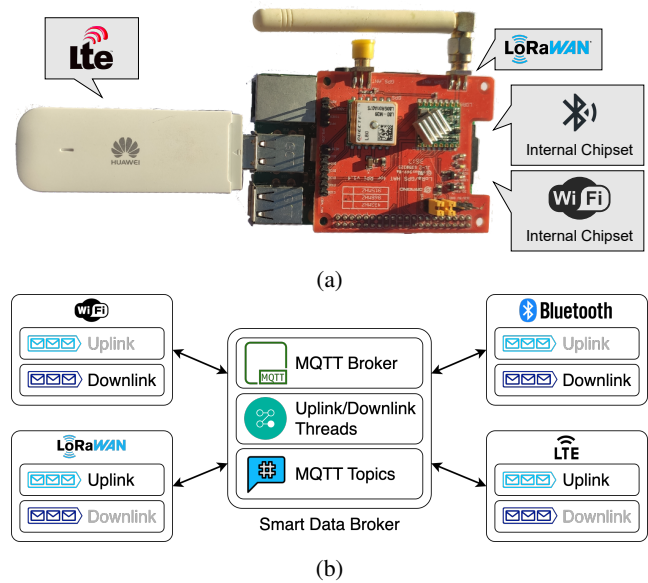 Lte
LoRaWAN
HUAWEI
Internal Chipset
Wi Fi
Internal Chipset
(a)
Wi Fi
Uplink
Downlink
LoRaWAN
Uplink
Downlink
MQTT
MQTT Broker
Uplink/Downlink
Threads
MQTT Topics
Smart Data Broker
Bluetooth
Uplink
Downlink
LTE
Uplink
Downlink
(b)